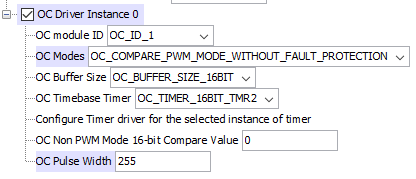 OC Driver Instance 0
OC module ID OC_ID_1
OC Modes OC_COMPARE_PWM_MODE_WITHOUT_FAULT_PROTECTION
OC Buffer Size OC_BUFFER_SIZE_16BIT
OC Timebase Timer OC_TIMER_16BIT_TMR2
Configure Timer driver for the selected instance of timer
OC Non PWM Mode 16-bit Compare Value 0
OC Pulse Width 255